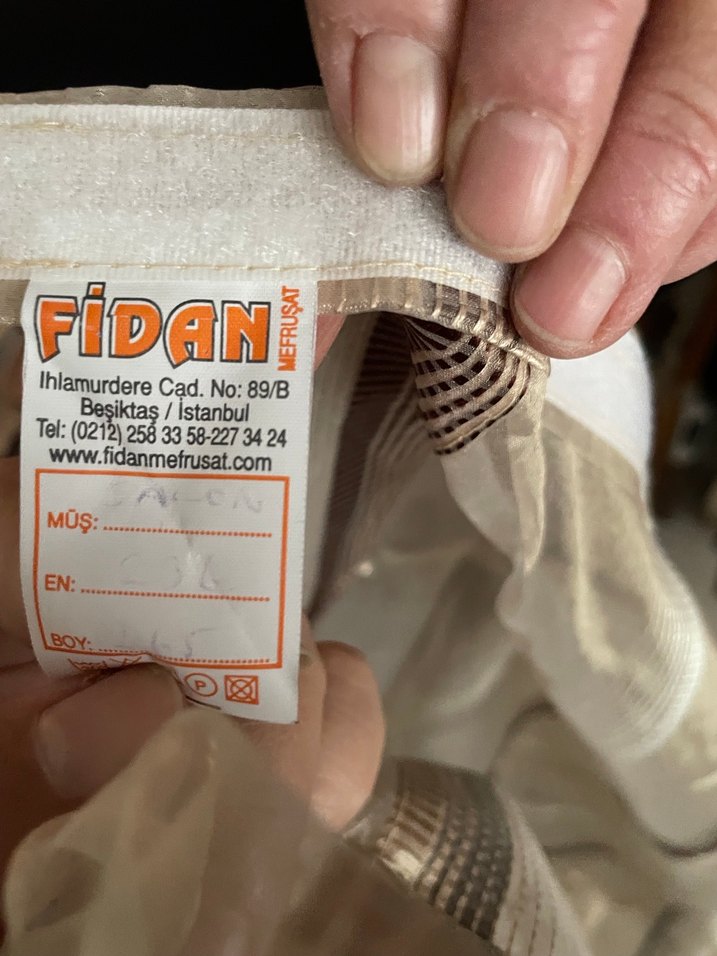 FİDAN
MEFRUŞAT
Ihlamurdere Cad. No: 89/B
Beşiktaş / İstanbul
Tel: (0212) 258 33 58-227 34 24
www.fidanmefrusat.com
SALON
MÜŞ:
EN:
BOY:
P